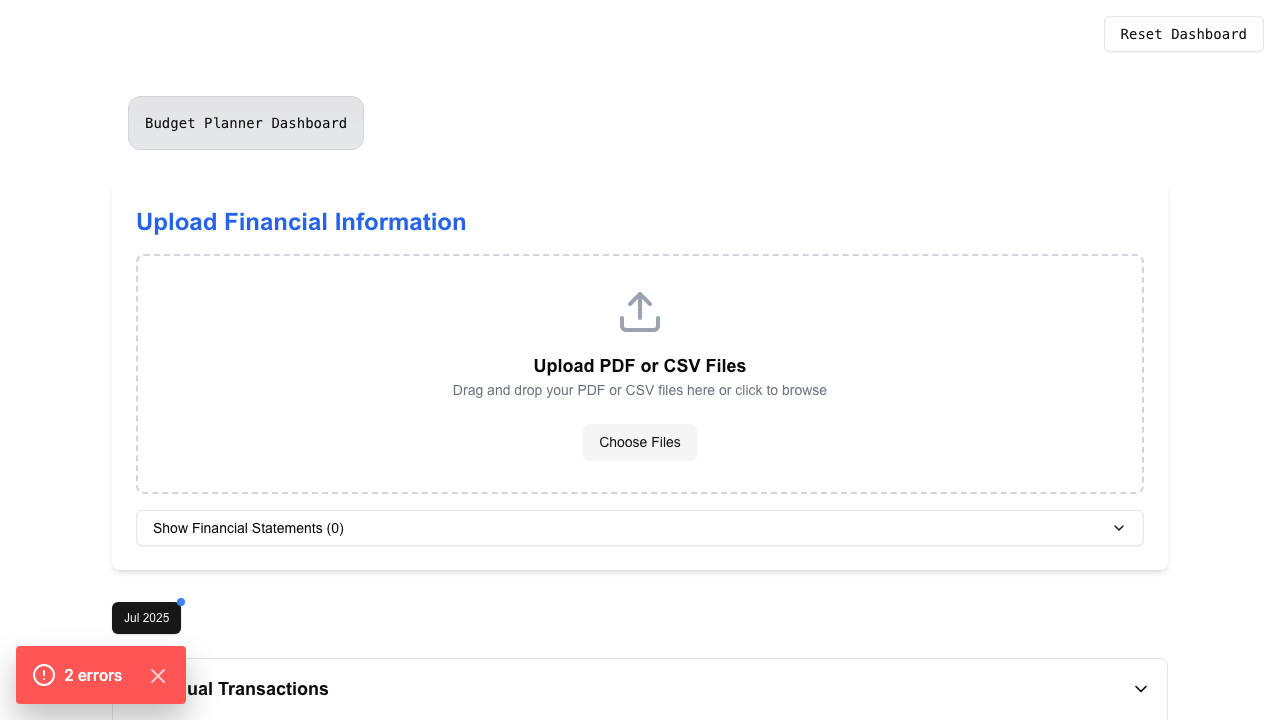 Reset Dashboard
Budget Planner Dashboard
Upload Financial Information
Upload PDF or CSV Files
Drag and drop your PDF or CSV files here or click to browse
Choose Files
Show Financial Statements (0)
Jul 2025
2 errors
Transactions